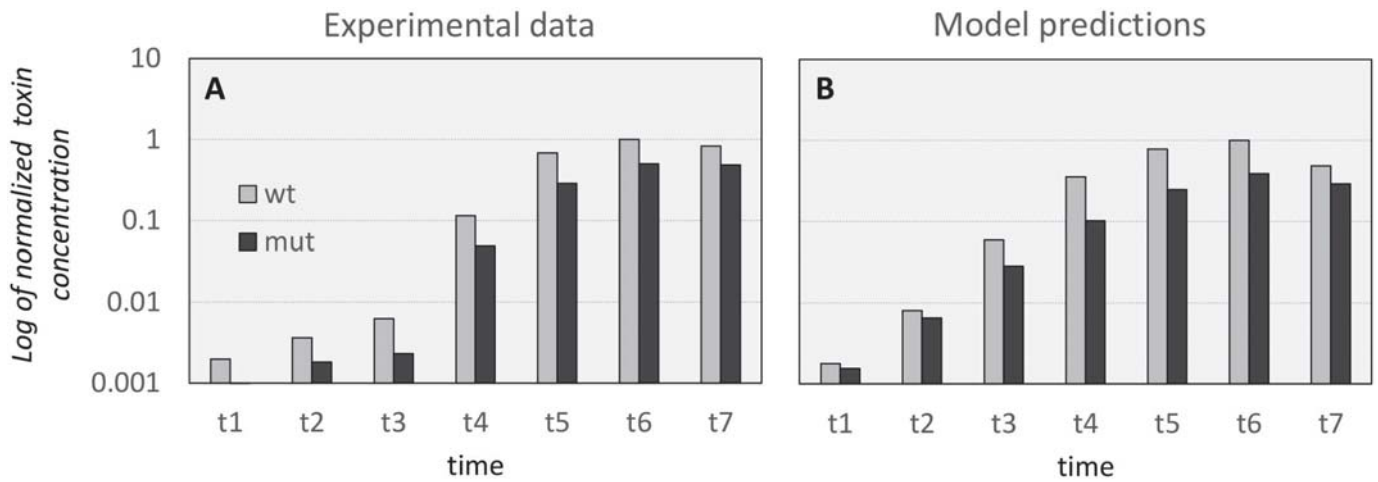 Experimental data
Model predictions
Log of normalized toxin
concentration
10
1
0.1
0.01
0.001
A
wt
mut
t1 t2 t3 t4 t5 t6 t7
time
B
t1 t2 t3 t4 t5 t6 t7
time